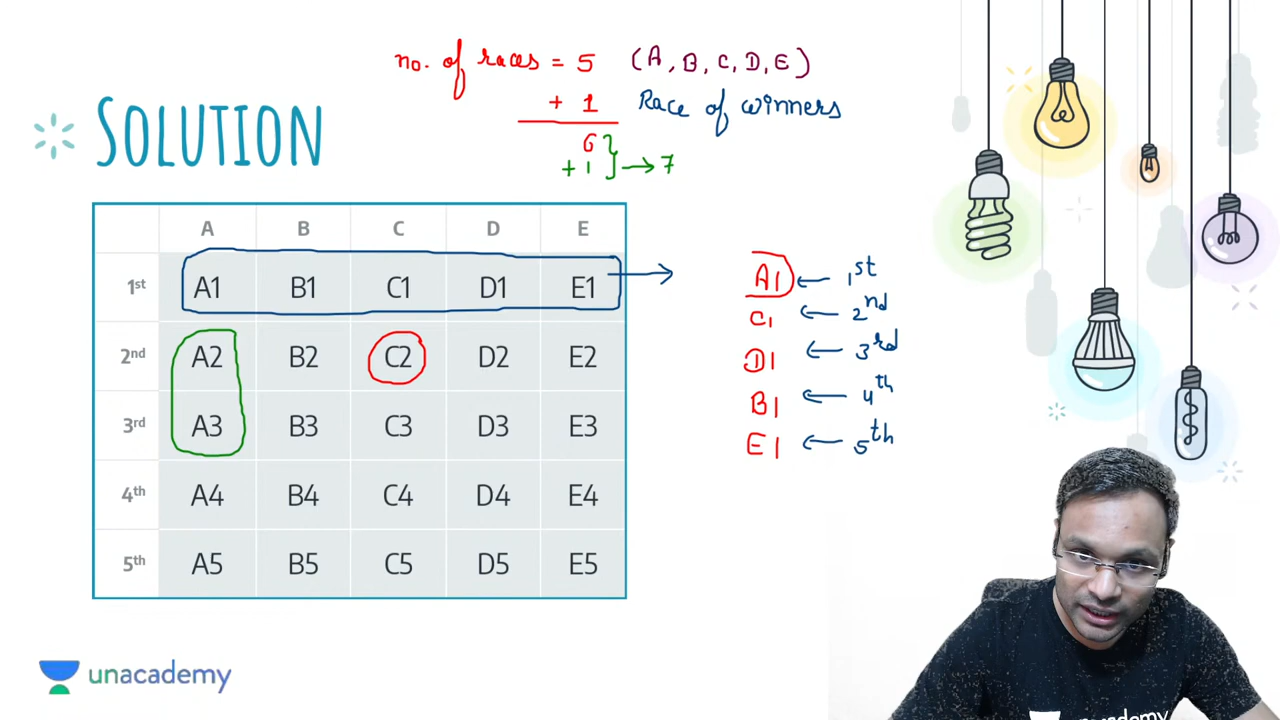 no. of races = 5 (A, B, C, D, E)
+ 1 Race of winners
6
+ 1 → 7
SOLUTION
A B C D E
1st A1 B1 C1 D1 E1
2nd A2 B2 C2 D2 E2
3rd A3 B3 C3 D3 E3
4th A4 B4 C4 D4 E4
5th A5 B5 C5 D5 E5
A1 ← 1st
C1 ← 2nd
D1 ← 3rd
B1 ← 4th
E1 ← 5th
unacademy
unacademy